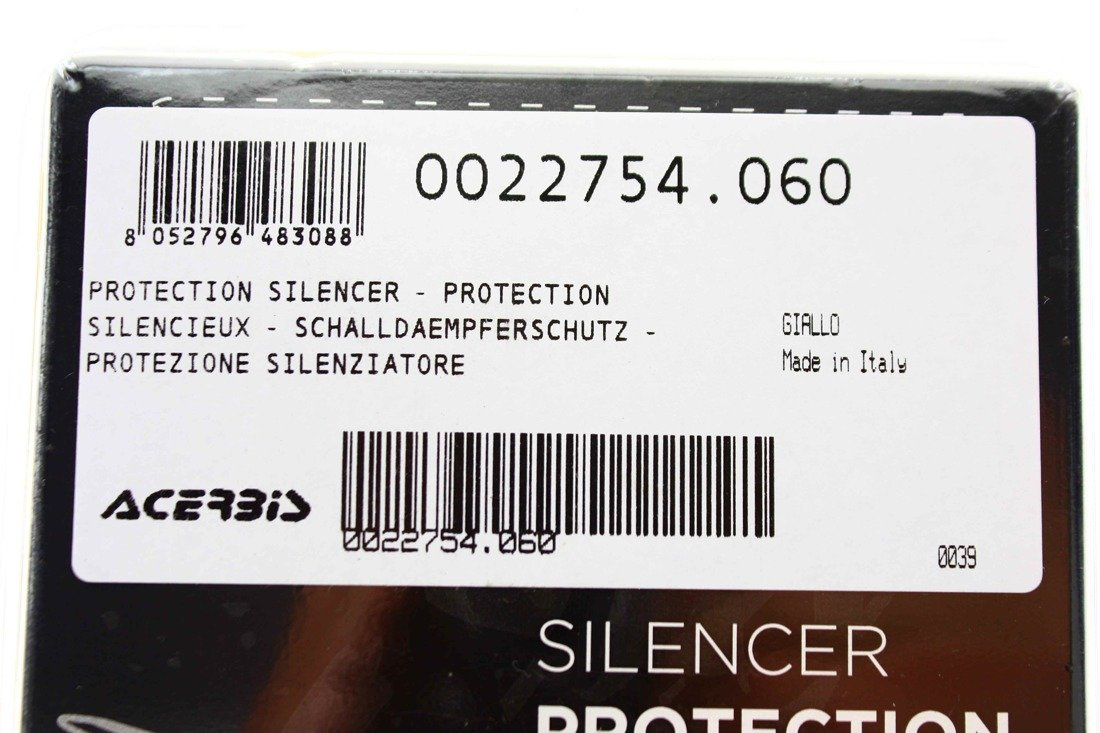 0022754.060
8 052796 483088
PROTECTION SILENCER - PROTECTION
SILENCIEUX - SCHALLDAEMPFERSCHUTZ -
PROTEZIONE SILENZIATORE
GIALLO
Made in Italy
ACERBIS
0022754.060
0039
SILENCER
PROTECTION